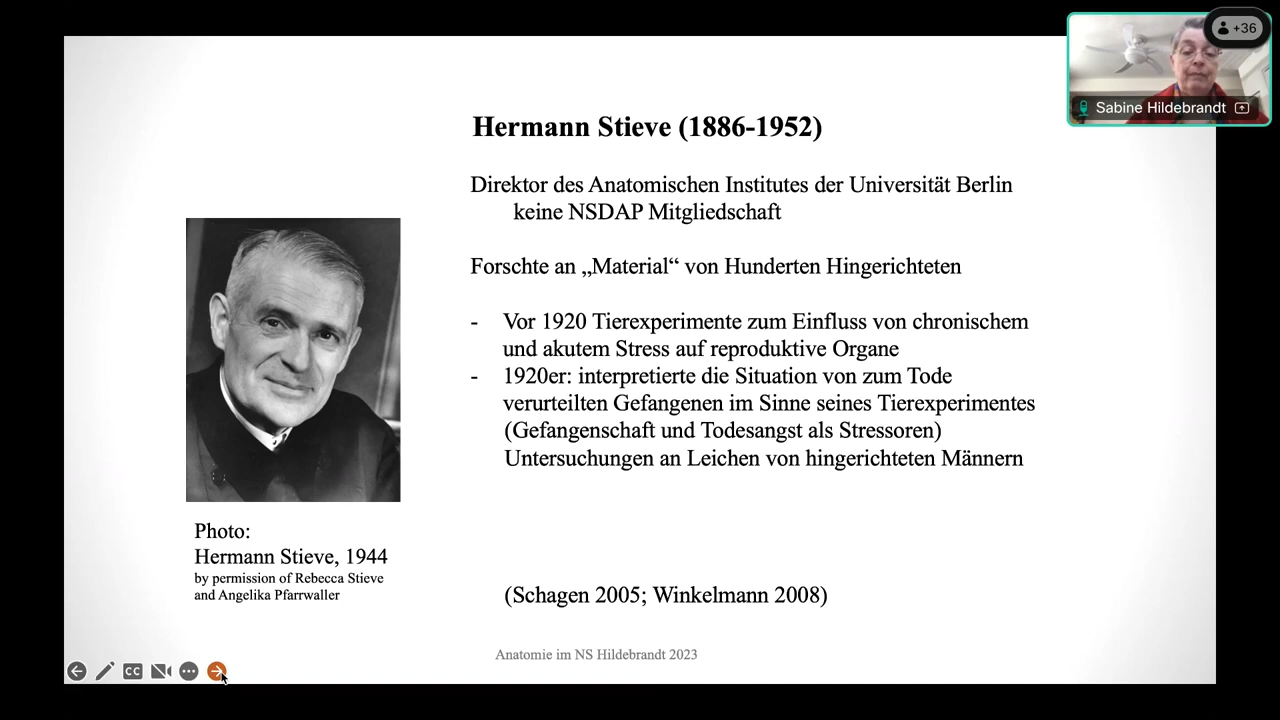 +36
Sabine Hildebrandt
Hermann Stieve (1886-1952)
Direktor des Anatomischen Institutes der Universität Berlin
keine NSDAP Mitgliedschaft
Forschte an „Material“ von Hunderten Hingerichteten
- Vor 1920 Tierexperimente zum Einfluss von chronischem
und akutem Stress auf reproduktive Organe
- 1920er: interpretierte die Situation von zum Tode
verurteilten Gefangenen im Sinne seines Tierexperimentes
(Gefangenschaft und Todesangst als Stressoren)
Untersuchungen an Leichen von hingerichteten Männern
Photo:
Hermann Stieve, 1944
by permission of Rebecca Stieve
and Angelika Pfarrwaller
(Schagen 2005; Winkelmann 2008)
Anatomie im NS Hildebrandt 2023
CC